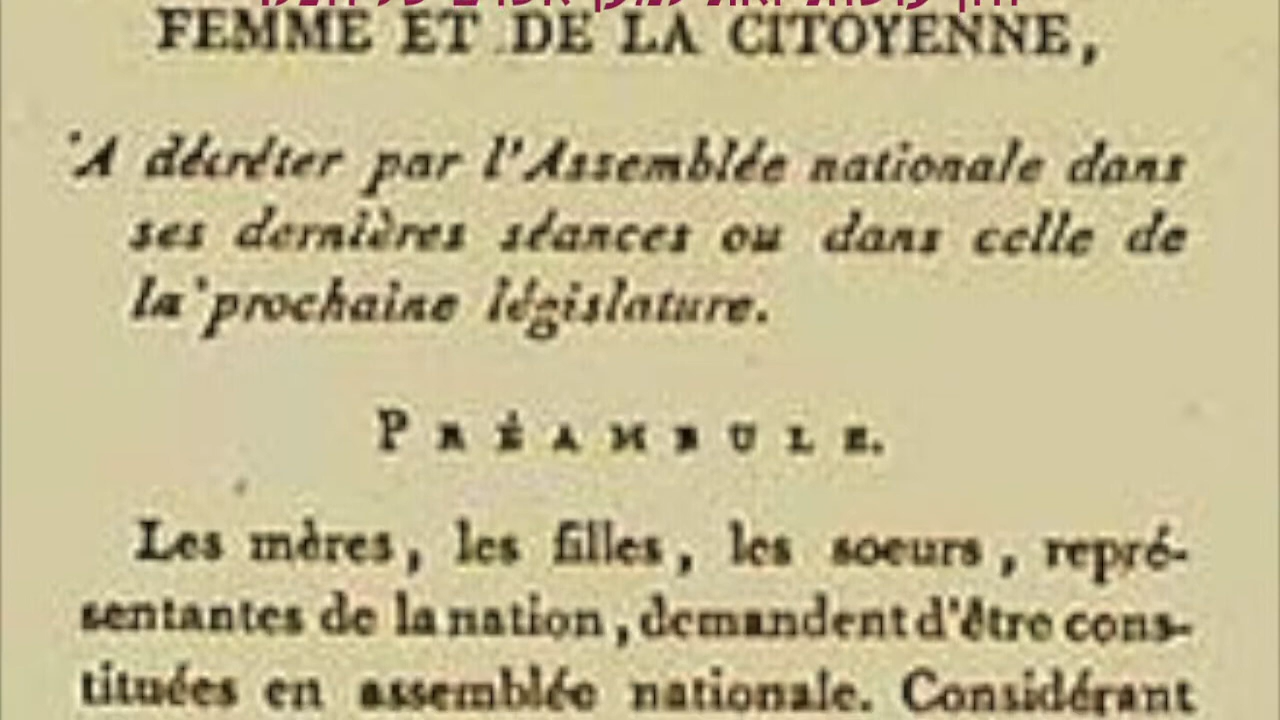 FEMME ET DE LA CITOYENNE,
A décréter par l'Assemblée nationale dans
ses dernières séances ou dans celle de
la prochaine législature.
PRÉAMBULE.
Les mères, les filles, les soeurs, repré-
sentantes de la nation, demandent d'être cons-
tituées en assemblée nationale. Considérant